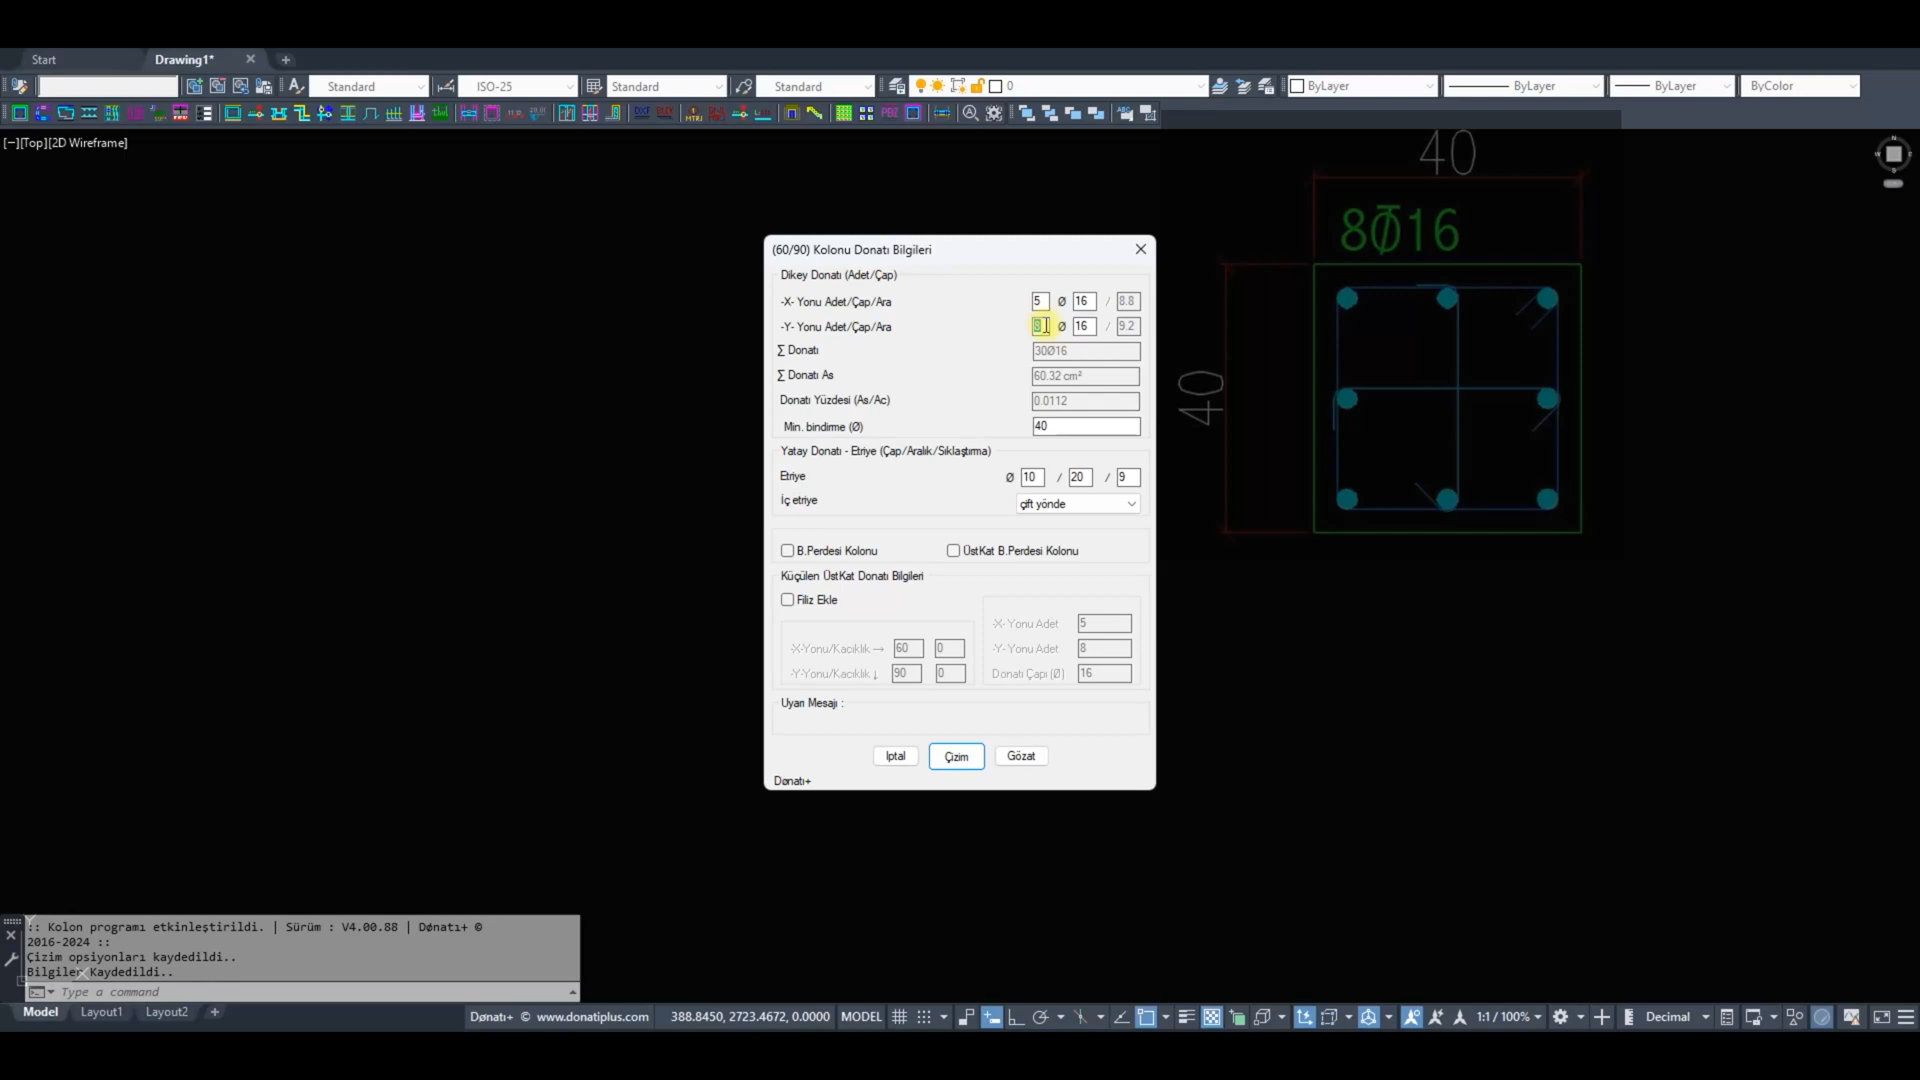 Start
Drawing1*
Standard
ISO-25
Standard
Standard
0
ByLayer
ByLayer
ByLayer
ByColor
[−][Top][2D Wireframe]
40
8Ø16
40
(60/90) Kolonu Donatı Bilgileri
Dikey Donatı (Adet/Çap)
-X- Yonu Adet/Çap/Ara 5 Ø 16 / 8.8
-Y- Yonu Adet/Çap/Ara 8 Ø 16 / 9.2
∑ Donatı 30Ø16
∑ Donatı As 60.32 cm²
Donatı Yüzdesi (As/Ac) 0.0112
Min. bindirme (Ø) 40
Yatay Donatı - Etriye (Çap/Aralık/Sıklaştırma)
Etriye Ø 10 / 20 / 9
İç etriye çift yönde
B.Perdesi Kolonu ÜstKat B.Perdesi Kolonu
Küçülen ÜstKat Donatı Bilgileri
Filiz Ekle
-X- Yonu Adet 5
-X-Yonu/Kacıklık → 60 0
-Y- Yonu Adet 8
-Y-Yonu/Kacıklık ↓ 90 0
Donatı Çapı (Ø) 16
Uyarı Mesajı :
Iptal Çizim Gözat
Dønatı+
:: Kolon programı etkinleştirildi. | Sürüm : V4.00.88 | Dønatı+ ©
2016-2024 ::
Çizim opsiyonları kaydedildi..
Bilgiler Kaydedildi..
Type a command
Model Layout1 Layout2
Dønatı+ © www.donatiplus.com 388.8450, 2723.4672, 0.0000 MODEL 1:1 / 100% Decimal